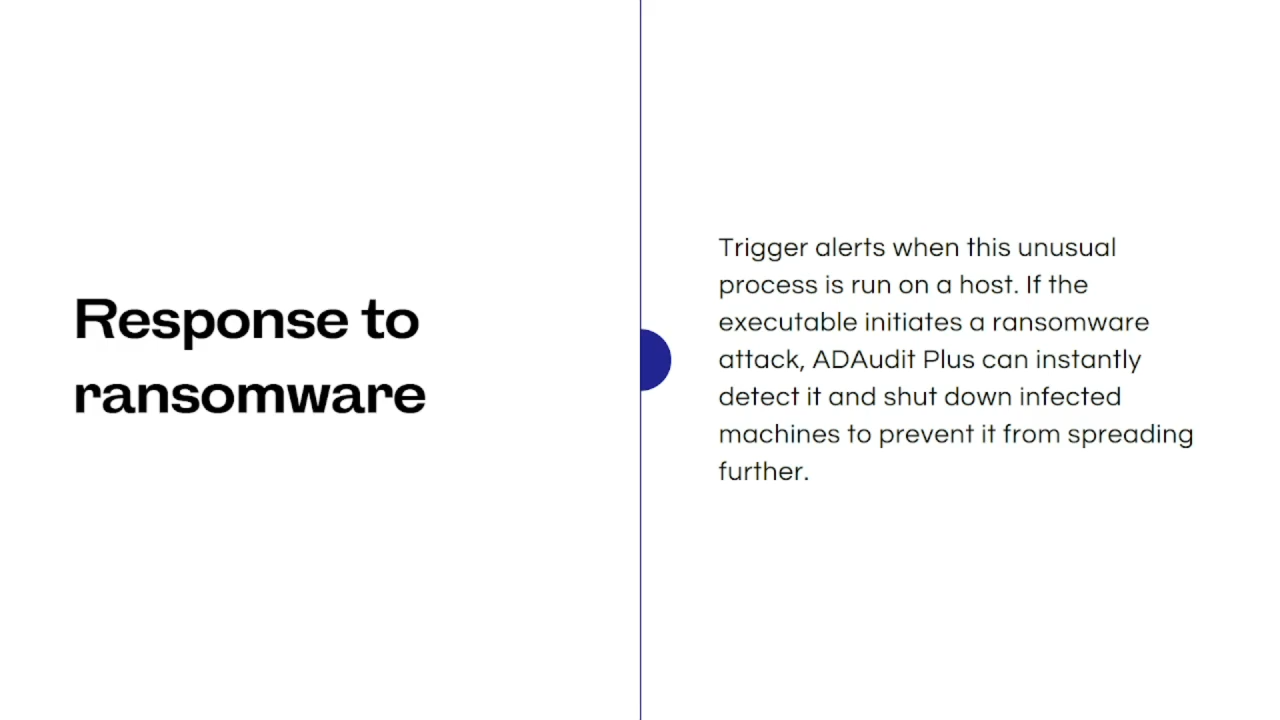 Response to
ransomware
Trigger alerts when this unusual
process is run on a host. If the
executable initiates a ransomware
attack, ADAudit Plus can instantly
detect it and shut down infected
machines to prevent it from spreading
further.